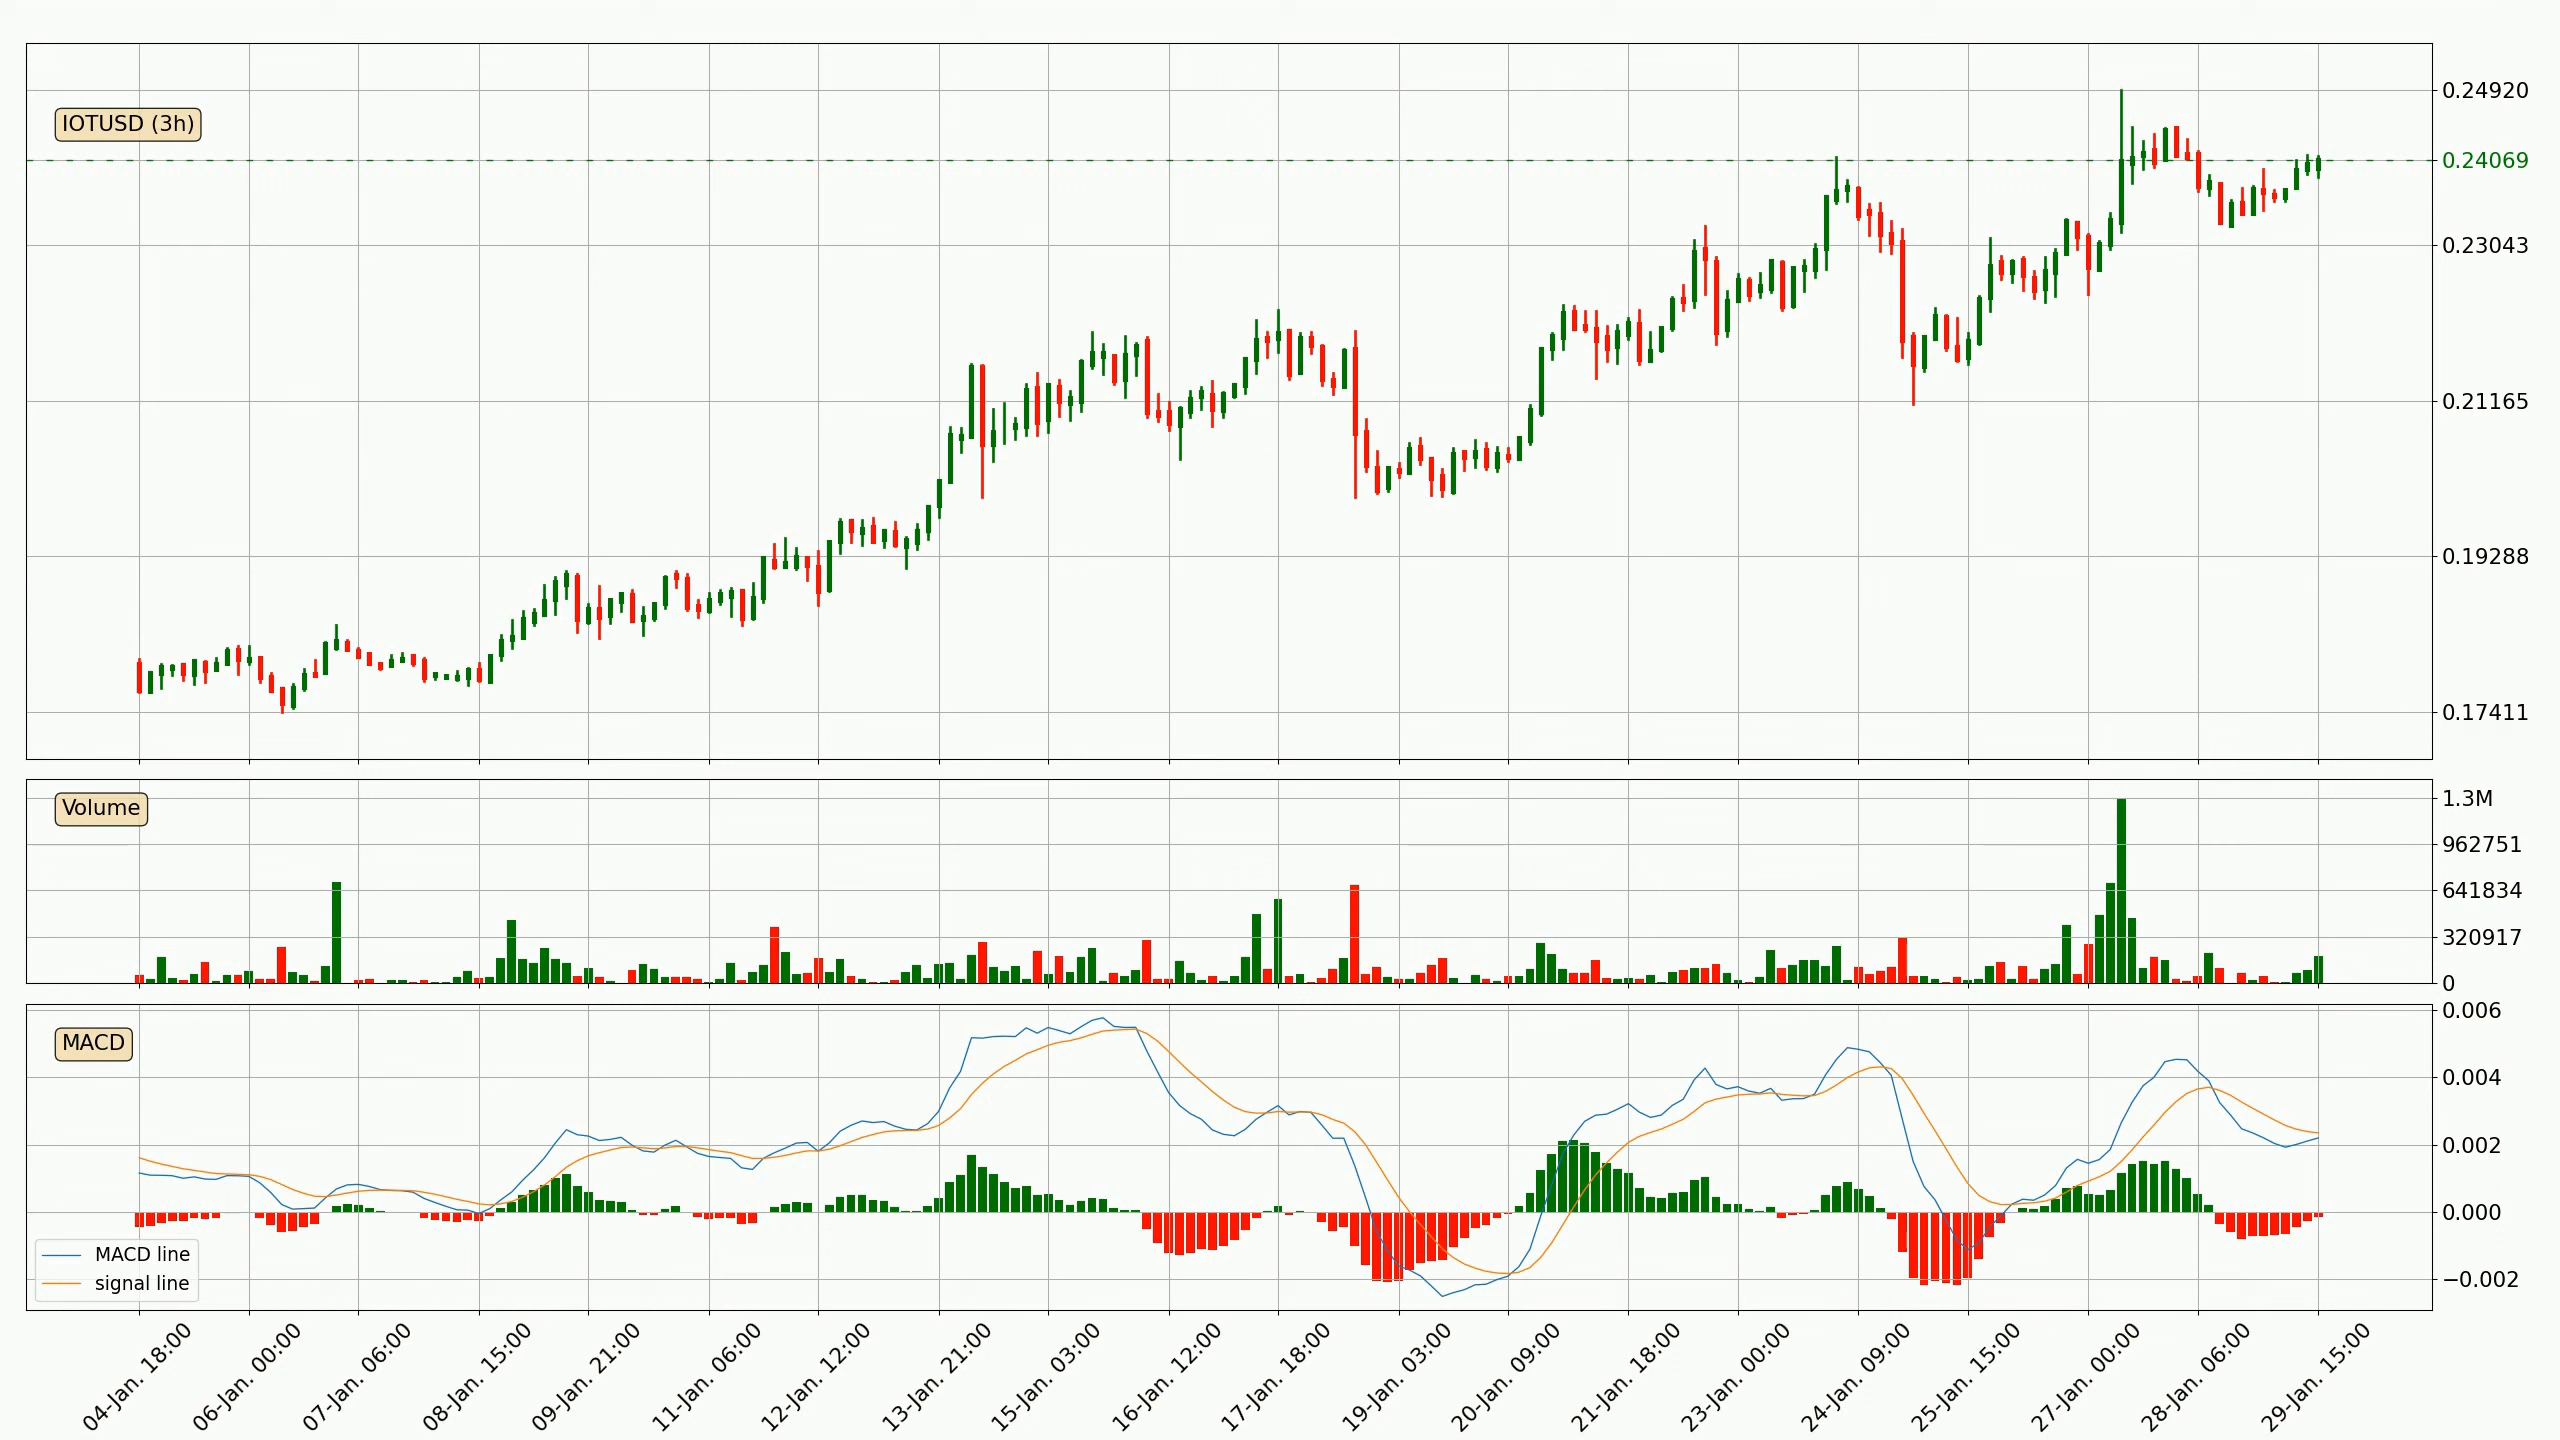 IOTUSD (3h)
0.24920
0.24069
0.23043
0.21165
0.19288
0.17411
Volume
1.3M
962751
641834
320917
0
MACD
0.006
0.004
0.002
0.000
−0.002
MACD line
signal line
04-Jan. 18:00
06-Jan. 00:00
07-Jan. 06:00
08-Jan. 15:00
09-Jan. 21:00
11-Jan. 06:00
12-Jan. 12:00
13-Jan. 21:00
15-Jan. 03:00
16-Jan. 12:00
17-Jan. 18:00
19-Jan. 03:00
20-Jan. 09:00
21-Jan. 18:00
23-Jan. 00:00
24-Jan. 09:00
25-Jan. 15:00
27-Jan. 00:00
28-Jan. 06:00
29-Jan. 15:00